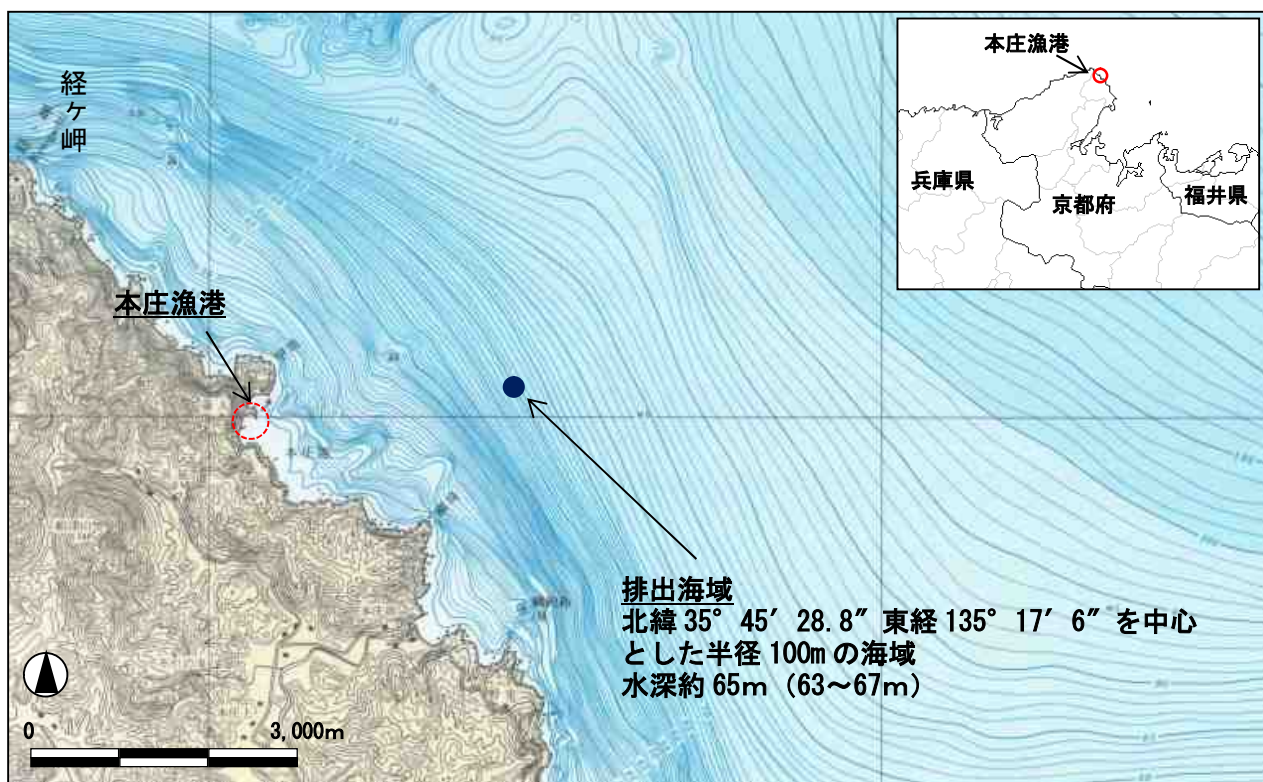 経ヶ岬
本庄漁港
本庄漁港
兵庫県
京都府
福井県
排出海域
北緯 35° 45′ 28.8″ 東経 135° 17′ 6″ を中心
とした半径 100m の海域
水深約 65m（63～67m）
0
3,000m